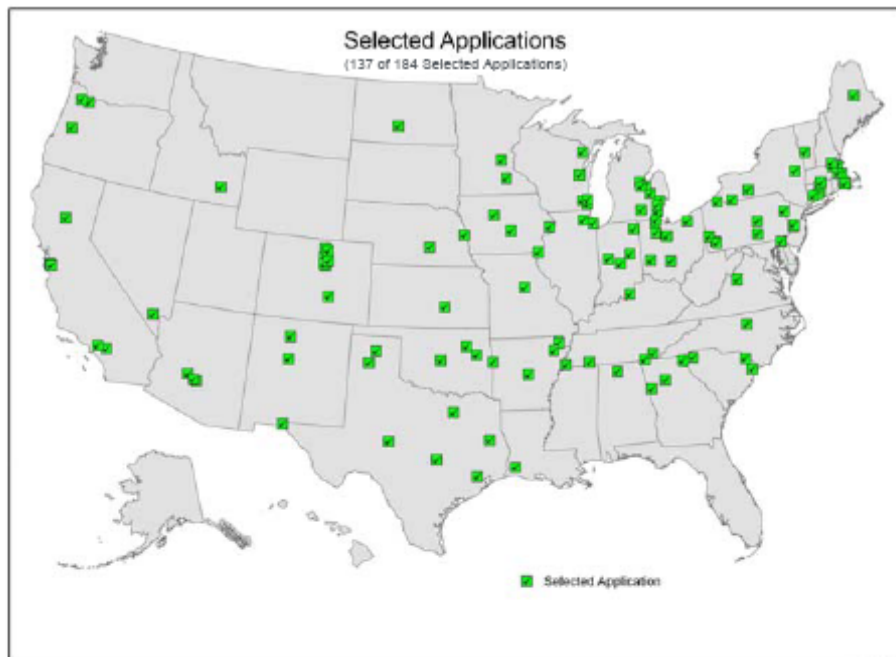 Selected Applications
(137 of 184 Selected Applications)
Selected Application